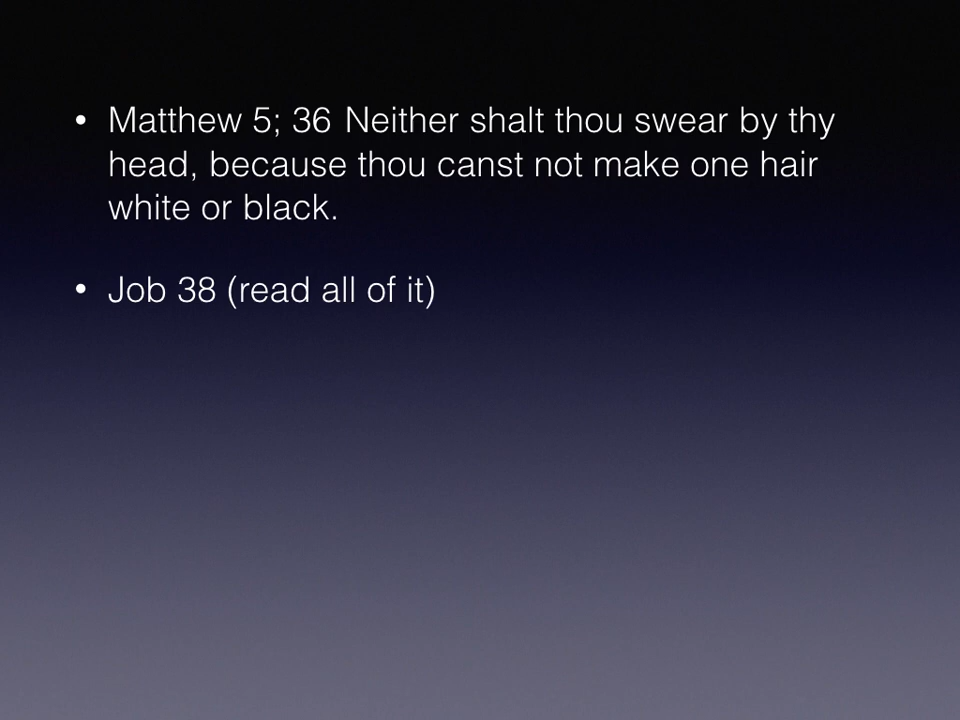 • Matthew 5; 36 Neither shalt thou swear by thy
head, because thou canst not make one hair
white or black.
• Job 38 (read all of it)